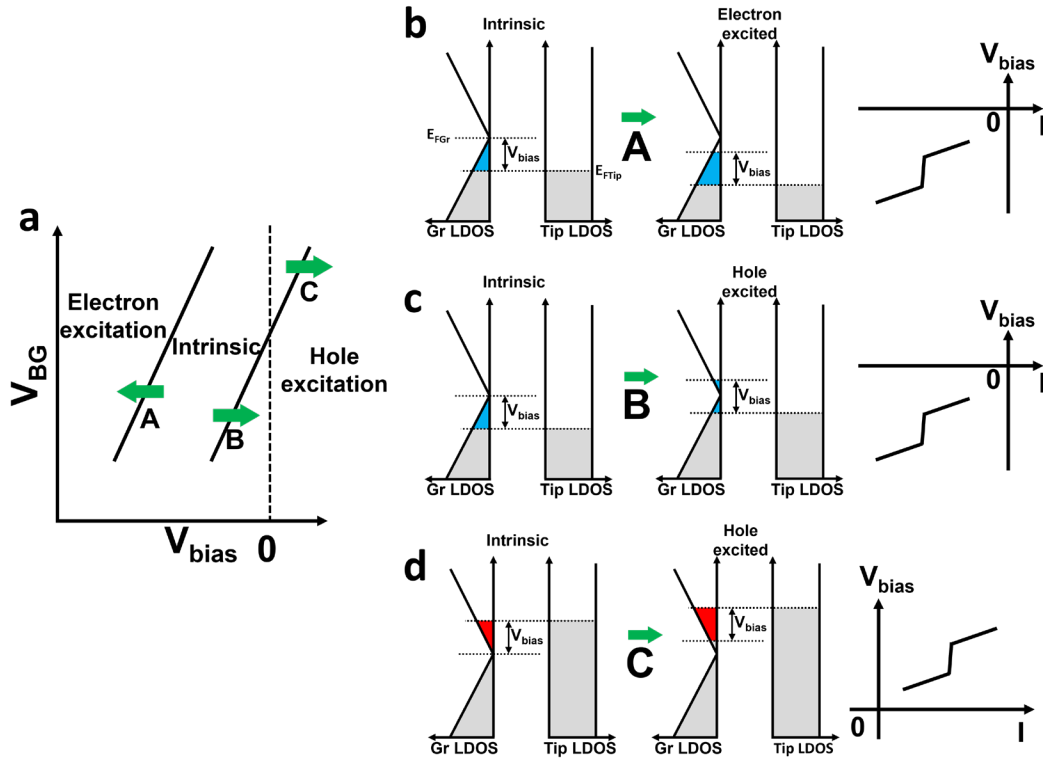 a
Electron
excitation
Intrinsic
Hole
excitation
A
B
C
V_BG
V_bias
0
b
Intrinsic
E_FGr
V_bias
E_FTip
Gr LDOS
Tip LDOS
A
Electron
excited
V_bias
Gr LDOS
Tip LDOS
V_bias
0
I
c
Intrinsic
V_bias
Gr LDOS
Tip LDOS
B
Hole
excited
V_bias
Gr LDOS
Tip LDOS
V_bias
0
I
d
Intrinsic
V_bias
Gr LDOS
Tip LDOS
C
Hole
excited
V_bias
Gr LDOS
Tip LDOS
V_bias
0
I